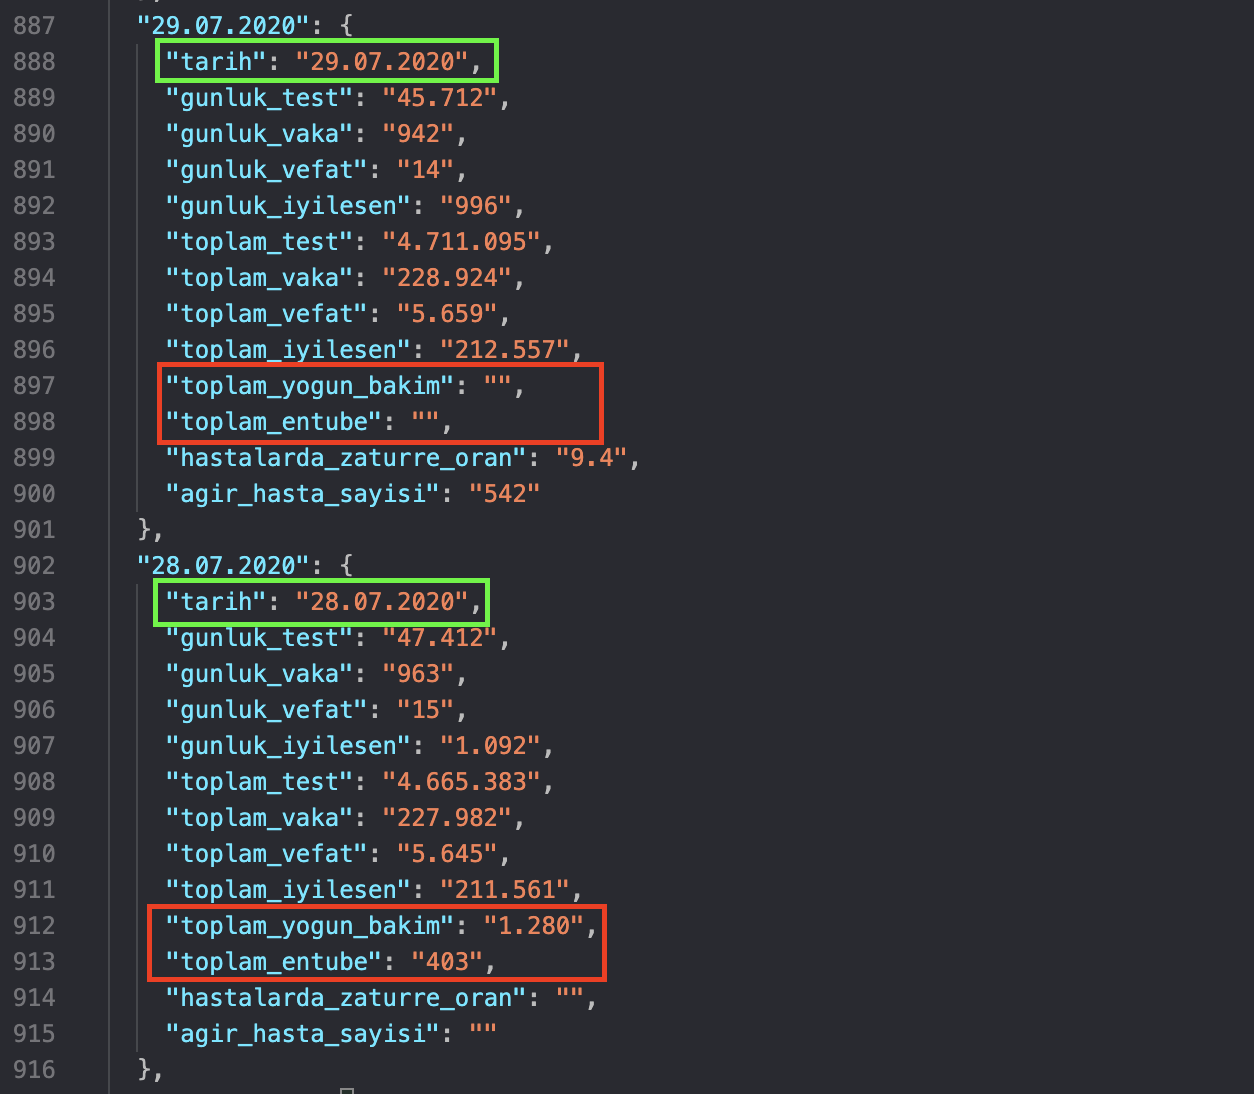 887 "29.07.2020": {
888 "tarih": "29.07.2020",
889 "gunluk_test": "45.712",
890 "gunluk_vaka": "942",
891 "gunluk_vefat": "14",
892 "gunluk_iyilesen": "996",
893 "toplam_test": "4.711.095",
894 "toplam_vaka": "228.924",
895 "toplam_vefat": "5.659",
896 "toplam_iyilesen": "212.557",
897 "toplam_yogun_bakim": "",
898 "toplam_entube": "",
899 "hastalarda_zaturre_oran": "9.4",
900 "agir_hasta_sayisi": "542"
901 },
902 "28.07.2020": {
903 "tarih": "28.07.2020",
904 "gunluk_test": "47.412",
905 "gunluk_vaka": "963",
906 "gunluk_vefat": "15",
907 "gunluk_iyilesen": "1.092",
908 "toplam_test": "4.665.383",
909 "toplam_vaka": "227.982",
910 "toplam_vefat": "5.645",
911 "toplam_iyilesen": "211.561",
912 "toplam_yogun_bakim": "1.280",
913 "toplam_entube": "403",
914 "hastalarda_zaturre_oran": "",
915 "agir_hasta_sayisi": ""
916 },